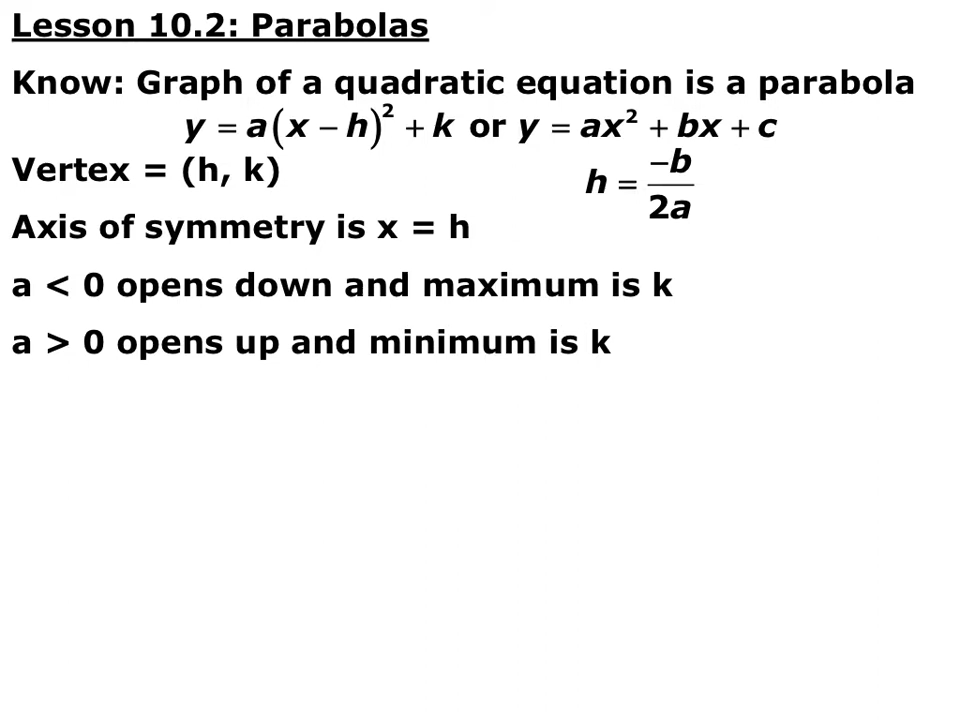 Lesson 10.2: Parabolas
Know: Graph of a quadratic equation is a parabola
y = a(x − h)² + k or y = ax² + bx + c
Vertex = (h, k)
h = −b/2a
Axis of symmetry is x = h
a < 0 opens down and maximum is k
a > 0 opens up and minimum is k